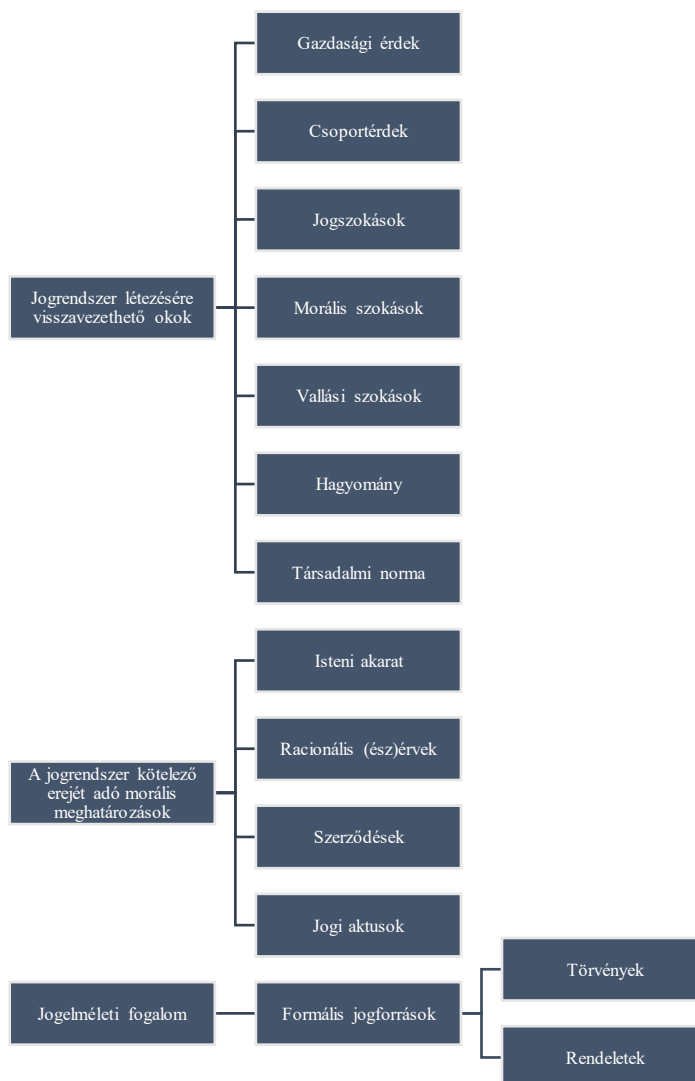 Gazdasági érdek
Csoportérdek
Jogszokások
Jogrendszer létezésére
visszavezethető okok
Morális szokások
Vallási szokások
Hagyomány
Társadalmi norma
Isteni akarat
Racionális (ész)érvek
A jogrendszer kötelező
erejét adó morális
meghatározások
Szerződések
Jogi aktusok
Törvények
Jogelméleti fogalom
Formális jogforrások
Rendeletek